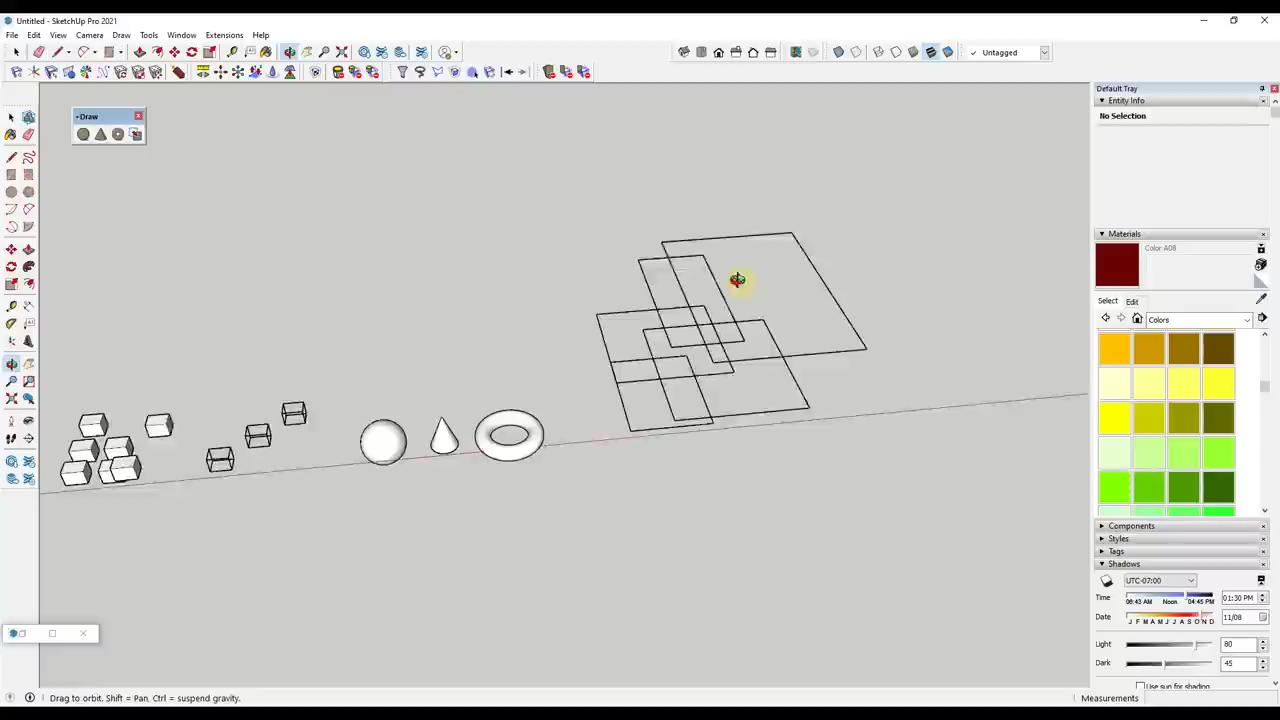 Untitled - SketchUp Pro 2021
File Edit View Camera Draw Tools Window Extensions Help
Untagged
Default Tray
Entity Info
No Selection
Draw
Materials
Color A08
Select Edit
Colors
Components
Styles
Tags
Shadows
UTC-07:00
Time
06:43 AM Noon 04:45 PM
01:30 PM
Date
J F M A M J J A S O N D
11/08
Light
80
Dark
45
Use sun for shading
Drag to orbit. Shift = Pan, Ctrl = suspend gravity.
Measurements